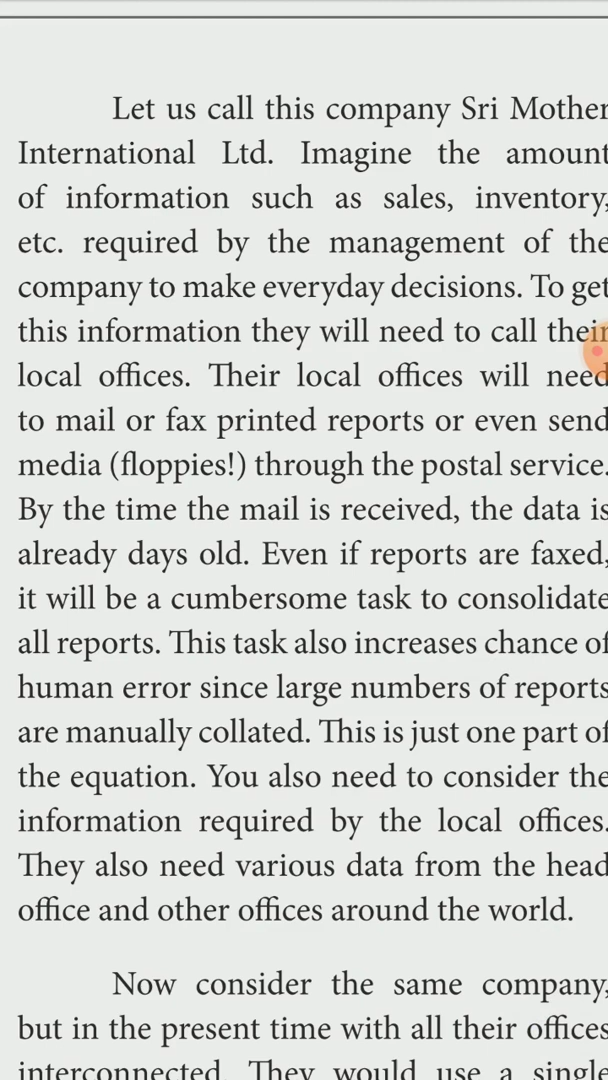 Let us call this company Sri Mother
International Ltd. Imagine the amount
of information such as sales, inventory,
etc. required by the management of the
company to make everyday decisions. To get
this information they will need to call their
local offices. Their local offices will need
to mail or fax printed reports or even send
media (floppies!) through the postal service.
By the time the mail is received, the data is
already days old. Even if reports are faxed,
it will be a cumbersome task to consolidate
all reports. This task also increases chance of
human error since large numbers of reports
are manually collated. This is just one part of
the equation. You also need to consider the
information required by the local offices.
They also need various data from the head
office and other offices around the world.
Now consider the same company,
but in the present time with all their offices
interconnected. They would use a single